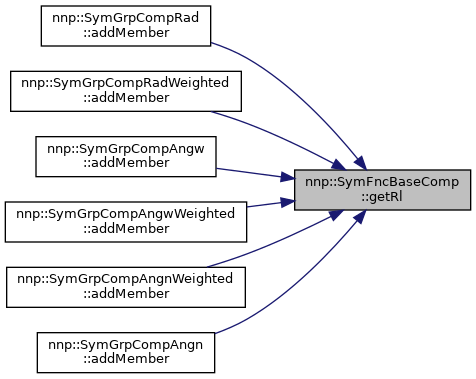 nnp::SymGrpCompRad
::addMember
nnp::SymGrpCompRadWeighted
::addMember
nnp::SymGrpCompAngw
::addMember
nnp::SymFncBaseComp
::getRl
nnp::SymGrpCompAngwWeighted
::addMember
nnp::SymGrpCompAngnWeighted
::addMember
nnp::SymGrpCompAngn
::addMember